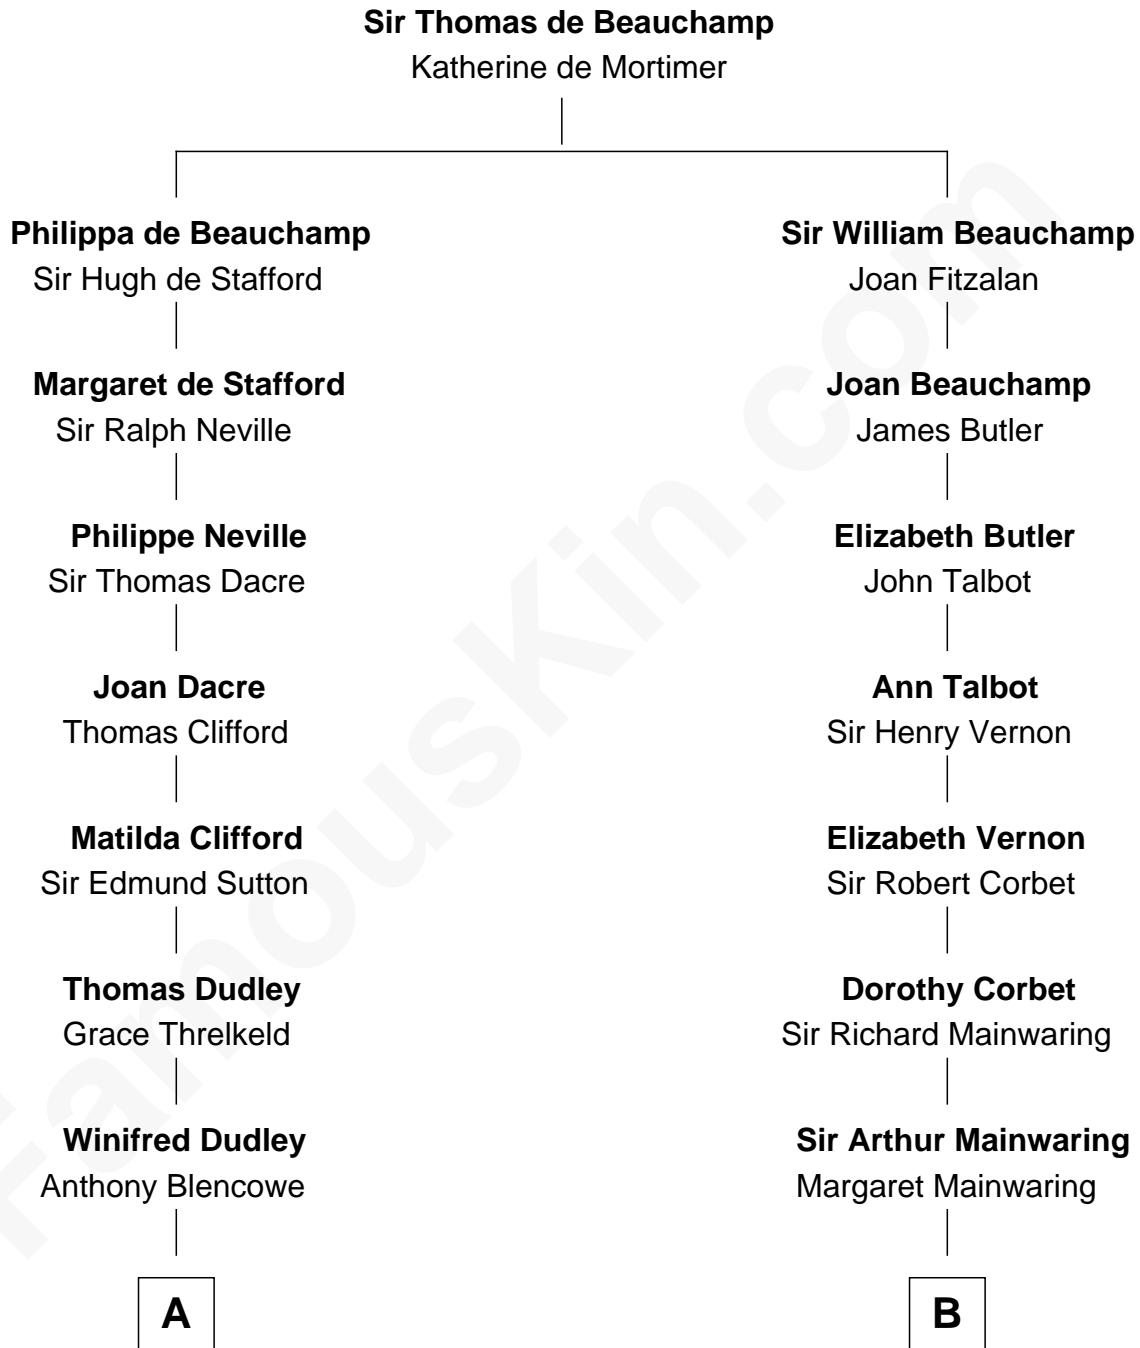 Sir Thomas de Beauchamp
Katherine de Mortimer
Philippa de Beauchamp
Sir Hugh de Stafford
Margaret de Stafford
Sir Ralph Neville
Philippe Neville
Sir Thomas Dacre
Joan Dacre
Thomas Clifford
Matilda Clifford
Sir Edmund Sutton
Thomas Dudley
Grace Threlkeld
Winifred Dudley
Anthony Blencowe
A
Sir William Beauchamp
Joan Fitzalan
Joan Beauchamp
James Butler
Elizabeth Butler
John Talbot
Ann Talbot
Sir Henry Vernon
Elizabeth Vernon
Sir Robert Corbet
Dorothy Corbet
Sir Richard Mainwaring
Sir Arthur Mainwaring
Margaret Mainwaring
B
FamousKin.com